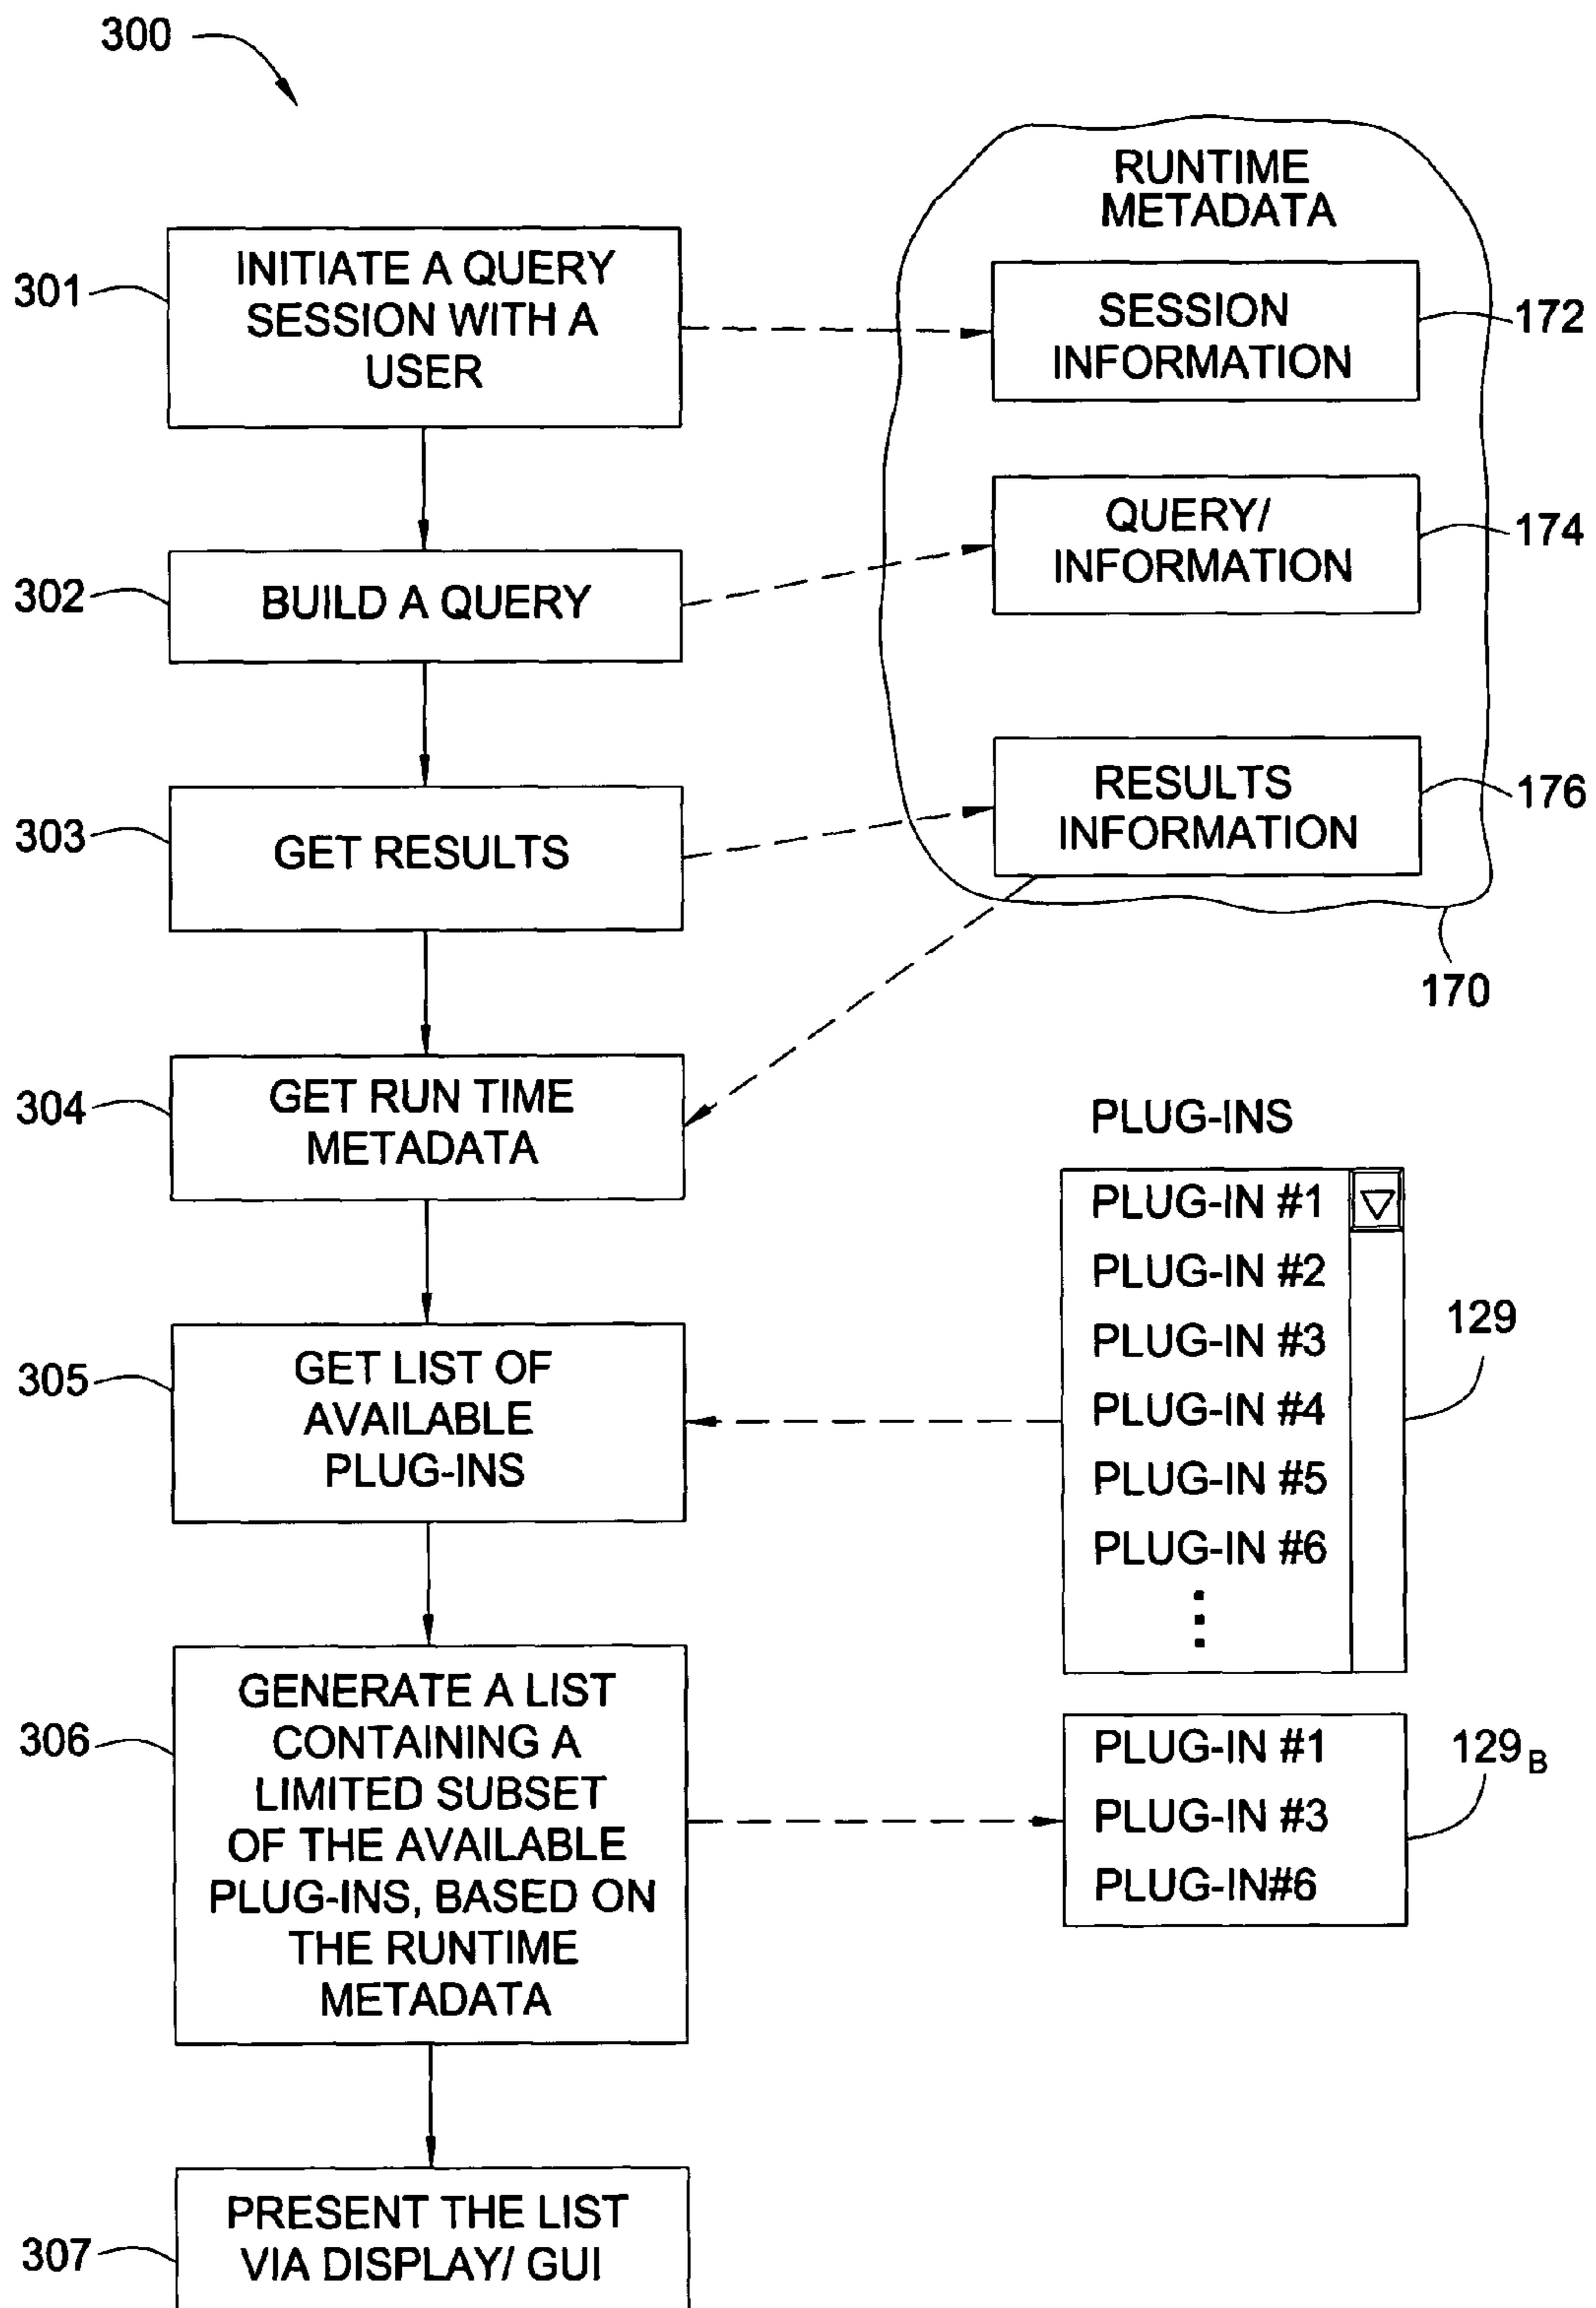 300
RUNTIME
METADATA
301
INITIATE A QUERY
SESSION WITH A
USER
SESSION
INFORMATION
172
302
BUILD A QUERY
QUERY/
INFORMATION
174
303
GET RESULTS
RESULTS
INFORMATION
176
170
304
GET RUN TIME
METADATA
PLUG-INS
PLUG-IN #1
PLUG-IN #2
PLUG-IN #3
PLUG-IN #4
PLUG-IN #5
PLUG-IN #6
129
305
GET LIST OF
AVAILABLE
PLUG-INS
306
GENERATE A LIST
CONTAINING A
LIMITED SUBSET
OF THE AVAILABLE
PLUG-INS, BASED ON
THE RUNTIME
METADATA
PLUG-IN #1
PLUG-IN #3
PLUG-IN#6
129B
307
PRESENT THE LIST
VIA DISPLAY/ GUI